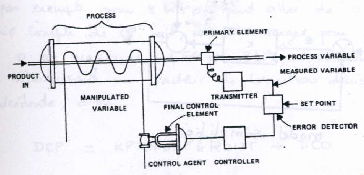 PROCESS
PRIMARY ELEMENT
PROCESS VARIABLE
MEASURED VARIABLE
PRODUCT
IN
TRANSMITTER
MANIPULATED
VARIABLE
FINAL CONTROL
ELEMENT
SET POINT
ERROR DETECTOR
CONTROL AGENT CONTROLLER